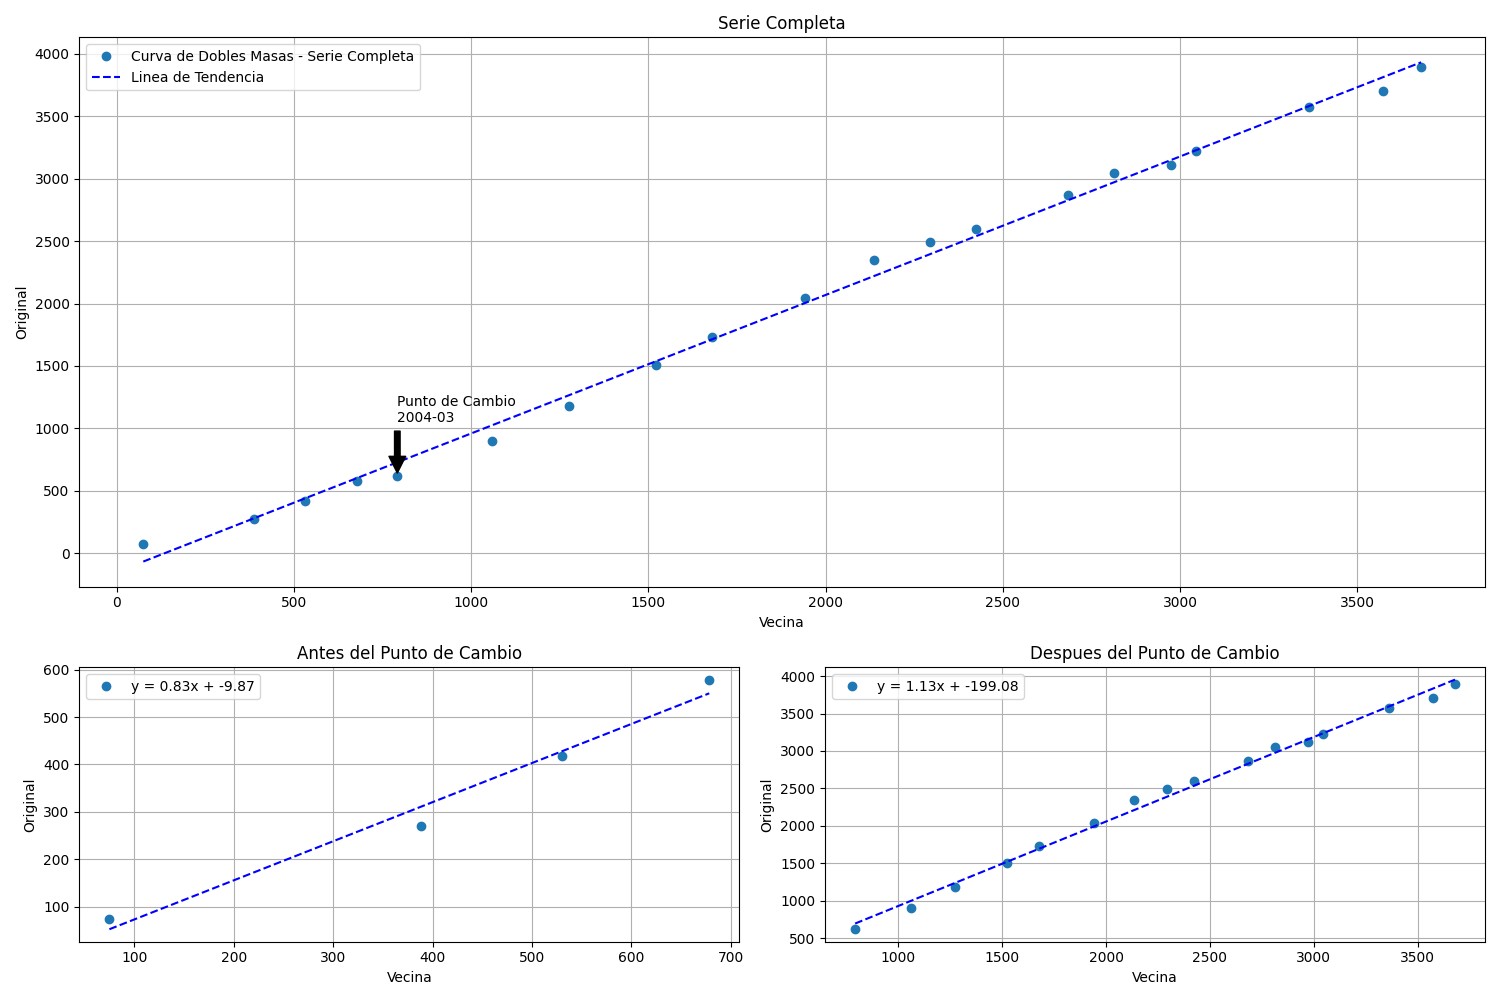 Serie Completa
Curva de Dobles Masas - Serie Completa
Linea de Tendencia
4000
3500
3000
2500
2000
1500
1000
500
0
Original
Punto de Cambio
2004-03
0 500 1000 1500 2000 2500 3000 3500
Vecina
Antes del Punto de Cambio
y = 0.83x + -9.87
600
500
400
300
200
100
Original
100 200 300 400 500 600 700
Vecina
Despues del Punto de Cambio
y = 1.13x + -199.08
4000
3500
3000
2500
2000
1500
1000
500
Original
1000 1500 2000 2500 3000 3500
Vecina